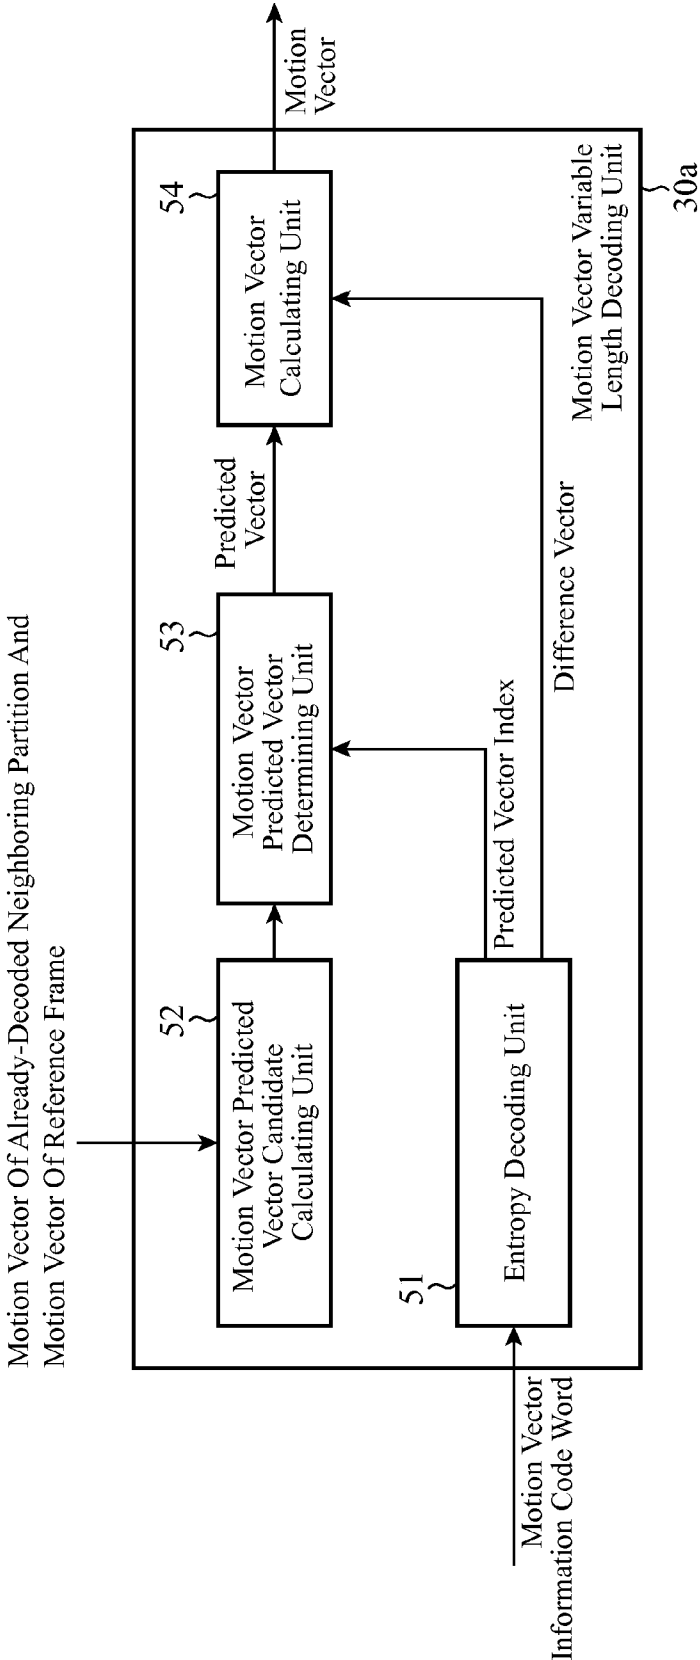 Motion Vector Of Already-Decoded Neighboring Partition And
Motion Vector Of Reference Frame
52
Motion Vector Predicted
Vector Candidate
Calculating Unit
53
Motion Vector
Predicted Vector
Determining Unit
Predicted
Vector
54
Motion Vector
Calculating Unit
Motion
Vector
51
Entropy Decoding Unit
Predicted Vector Index
Difference Vector
Motion Vector
Information Code Word
Motion Vector Variable
Length Decoding Unit
30a